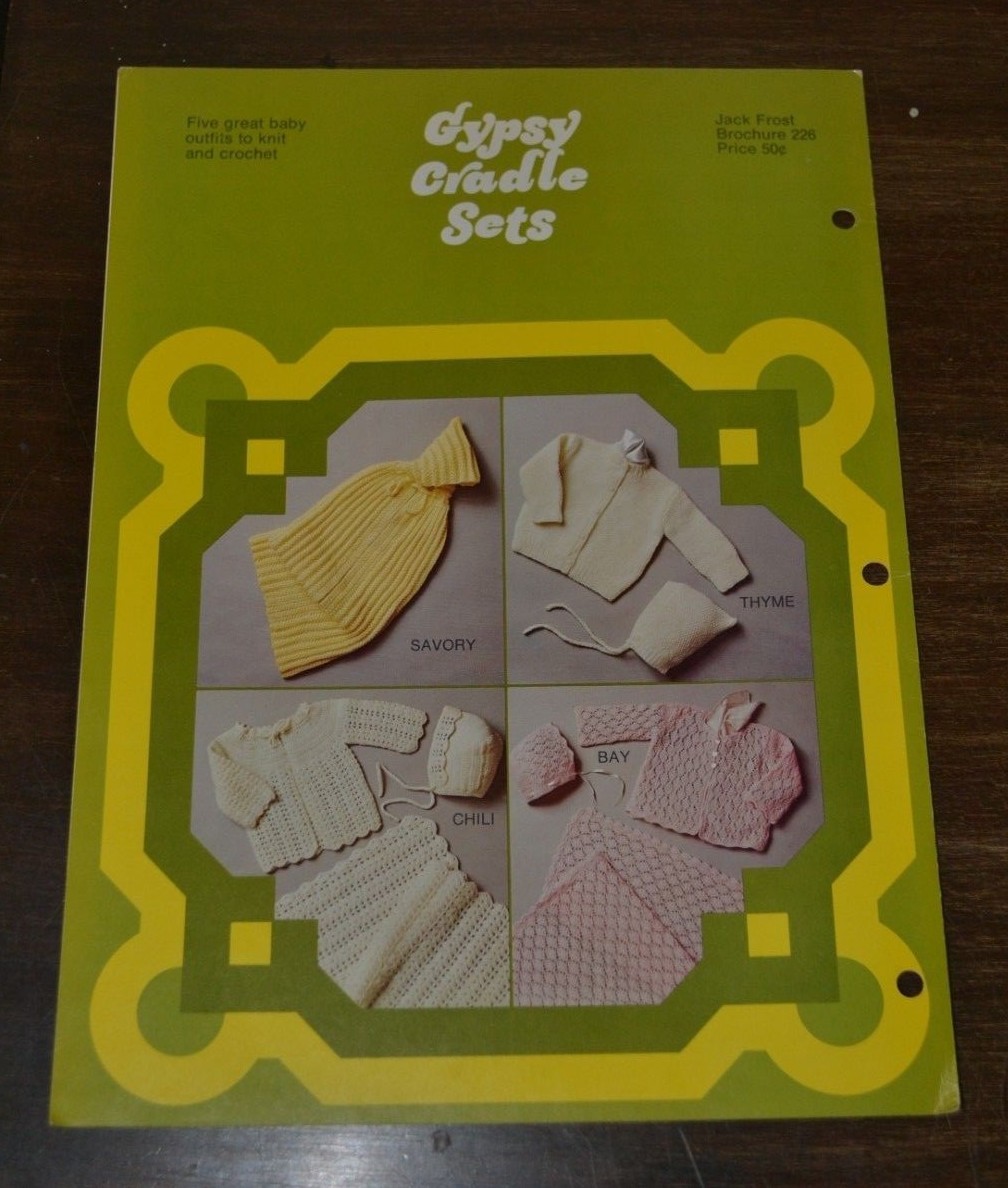 Five great baby
outfits to knit
and crochet
Gypsy
Cradle
Sets
Jack Frost
Brochure 226
Price 50¢
SAVORY
THYME
CHILI
BAY